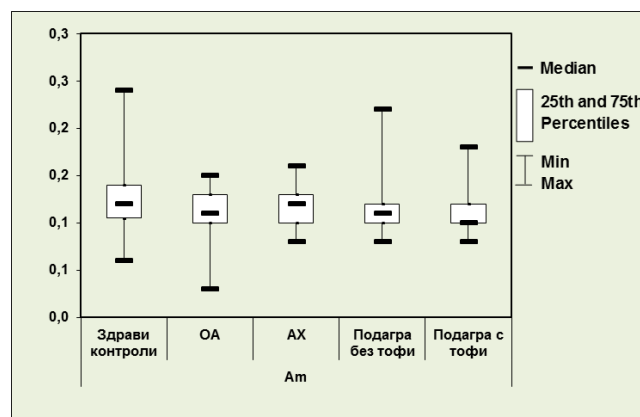 0,3
0,3
0,2
0,2
0,1
0,1
0,0
Здрави контроли
ОА
АХ
Подагра без тофи
Подагра с тофи
Am
Median
25th and 75th
Percentiles
Min
Max